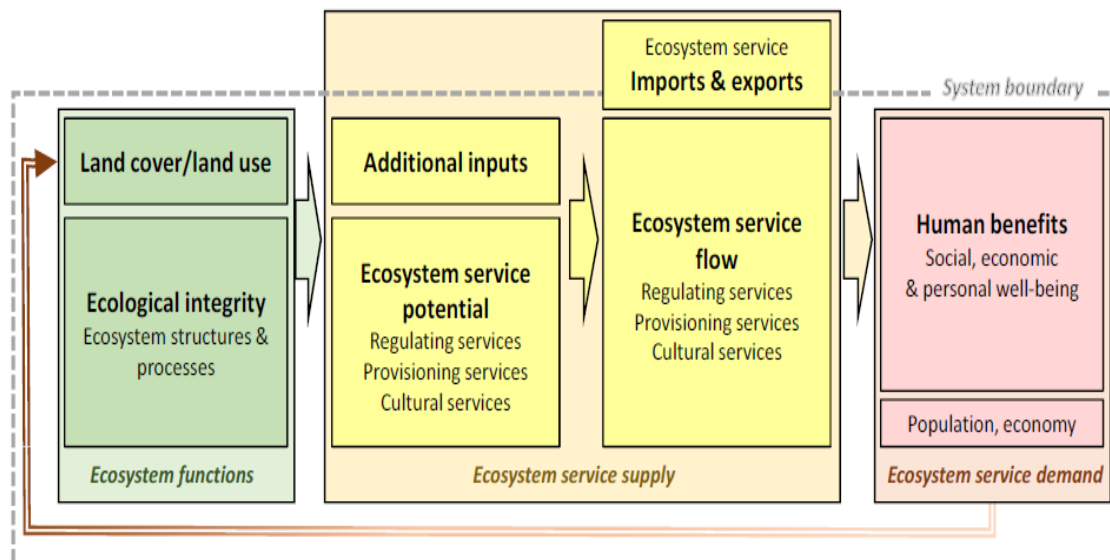 Ecosystem service
Imports & exports
System boundary
Land cover/land use
Ecological integrity
Ecosystem structures &
processes
Ecosystem functions
Additional inputs
Ecosystem service
potential
Regulating services
Provisioning services
Cultural services
Ecosystem service
flow
Regulating services
Provisioning services
Cultural services
Ecosystem service supply
Human benefits
Social, economic
& personal well-being
Population, economy
Ecosystem service demand